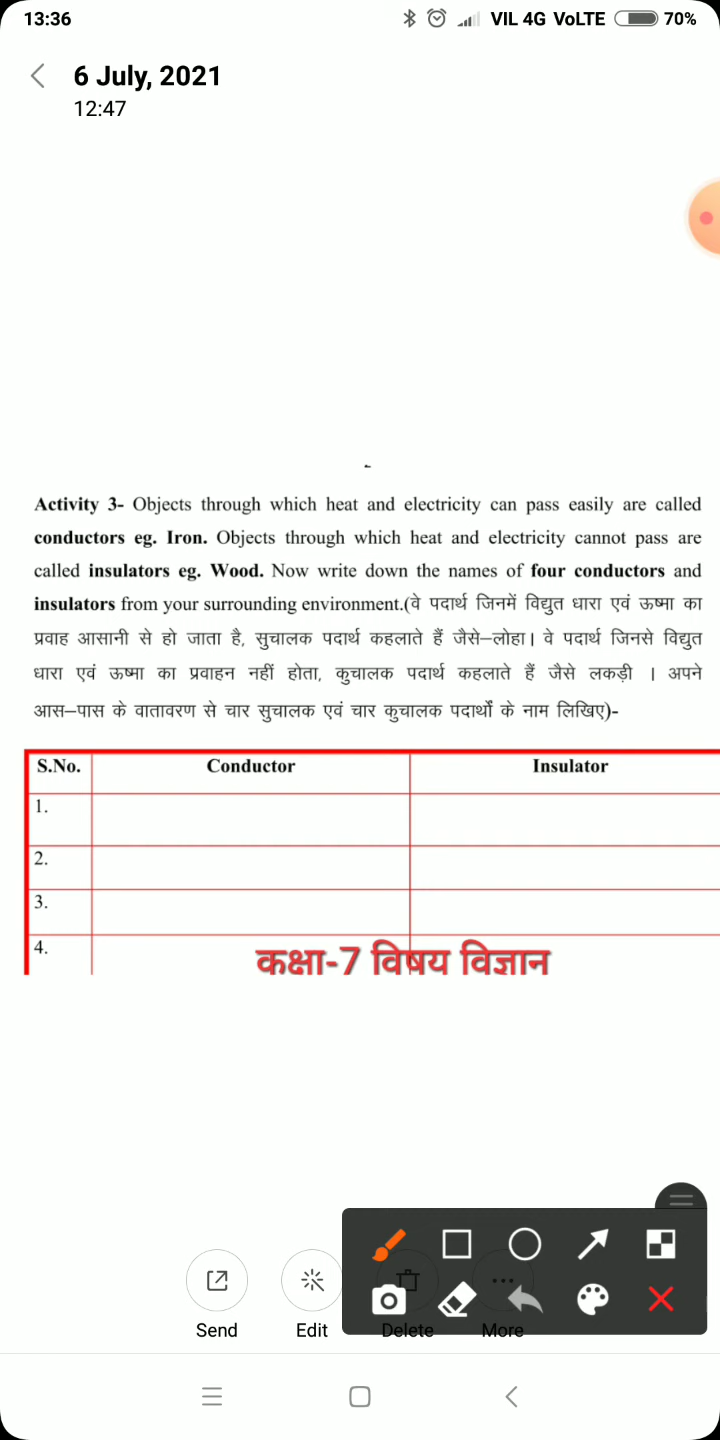 13:36 VIL 4G VoLTE 70%
6 July, 2021
12:47
Activity 3- Objects through which heat and electricity can pass easily are called
conductors eg. Iron. Objects through which heat and electricity cannot pass are
called insulators eg. Wood. Now write down the names of four conductors and
insulators from your surrounding environment.(वे पदार्थ जिनमें विद्युत धारा एवं ऊष्मा का
प्रवाह आसानी से हो जाता है, सुचालक पदार्थ कहलाते हैं जैसे–लोहा। वे पदार्थ जिनसे विद्युत
धारा एवं ऊष्मा का प्रवाहन नहीं होता, कुचालक पदार्थ कहलाते हैं जैसे लकड़ी । अपने
आस–पास के वातावरण से चार सुचालक एवं चार कुचालक पदार्थों के नाम लिखिए)-
S.No. Conductor Insulator
1.
2.
3.
4.
कक्षा-7 विषय विज्ञान
Send Edit Delete More